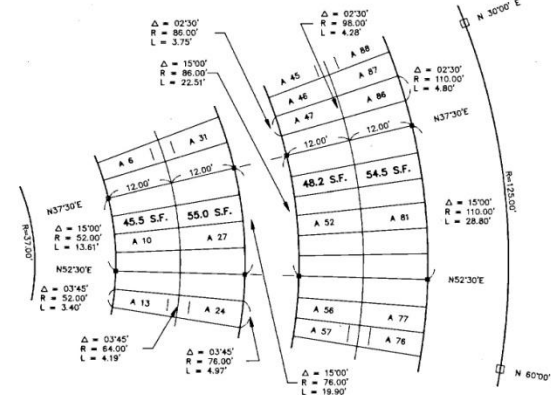 Δ = 02°30'
R = 86.00'
L = 3.75'
Δ = 02°30'
R = 98.00'
L = 4.28'
N 30°00' E
Δ = 15°00'
R = 86.00'
L = 22.51'
A 45
A 88
A 46
A 87
A 47
A 86
Δ = 02°30'
R = 110.00'
L = 4.80'
A 6
A 31
12.00'
12.00'
N37°30'E
12.00'
12.00'
N37°30'E
45.5 S.F.
55.0 S.F.
48.2 S.F.
54.5 S.F.
R=37.00'
R=125.00'
Δ = 15°00'
R = 52.00'
L = 13.61'
A 10
A 27
A 52
A 81
Δ = 15°00'
R = 110.00'
L = 28.80'
N52°30'E
N52°30'E
Δ = 03°45'
R = 52.00'
L = 3.40'
A 13
A 24
A 56
A 77
A 57
A 76
Δ = 03°45'
R = 64.00'
L = 4.19'
Δ = 03°45'
R = 76.00'
L = 4.97'
Δ = 15°00'
R = 76.00'
L = 19.90'
N 60°00'